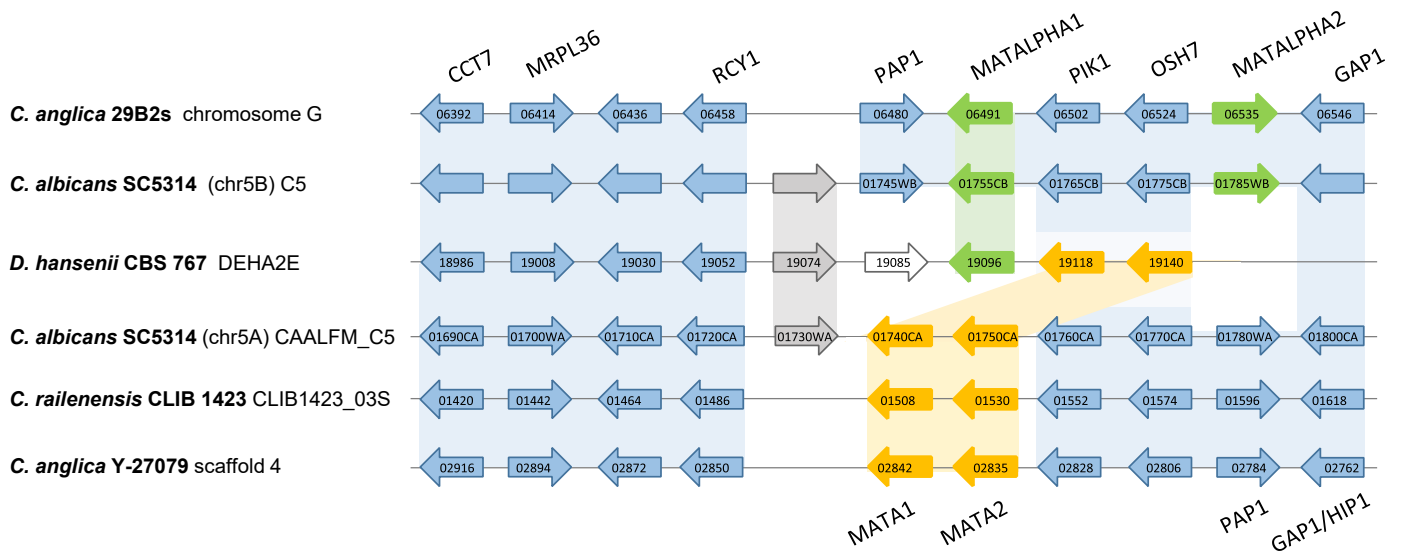 CCT7 MRPL36 RCY1 PAP1 MATALPHA1 PIK1 OSH7 MATALPHA2 GAP1
C. anglica 29B2s chromosome G 06392 06414 06436 06458 06480 06491 06502 06524 06535 06546
C. albicans SC5314 (chr5B) C5 01745WB 01755CB 01765CB 01775CB 01785WB
D. hansenii CBS 767 DEHA2E 18986 19008 19030 19052 19074 19085 19096 19118 19140
C. albicans SC5314 (chr5A) CAALFM_C5 01690CA 01700WA 01710CA 01720CA 01730WA 01740CA 01750CA 01760CA 01770CA 01780WA 01800CA
C. railenensis CLIB 1423 CLIB1423_03S 01420 01442 01464 01486 01508 01530 01552 01574 01596 01618
C. anglica Y-27079 scaffold 4 02916 02894 02872 02850 02842 02835 02828 02806 02784 02762
MATA1 MATA2 PAP1 GAP1/HIP1